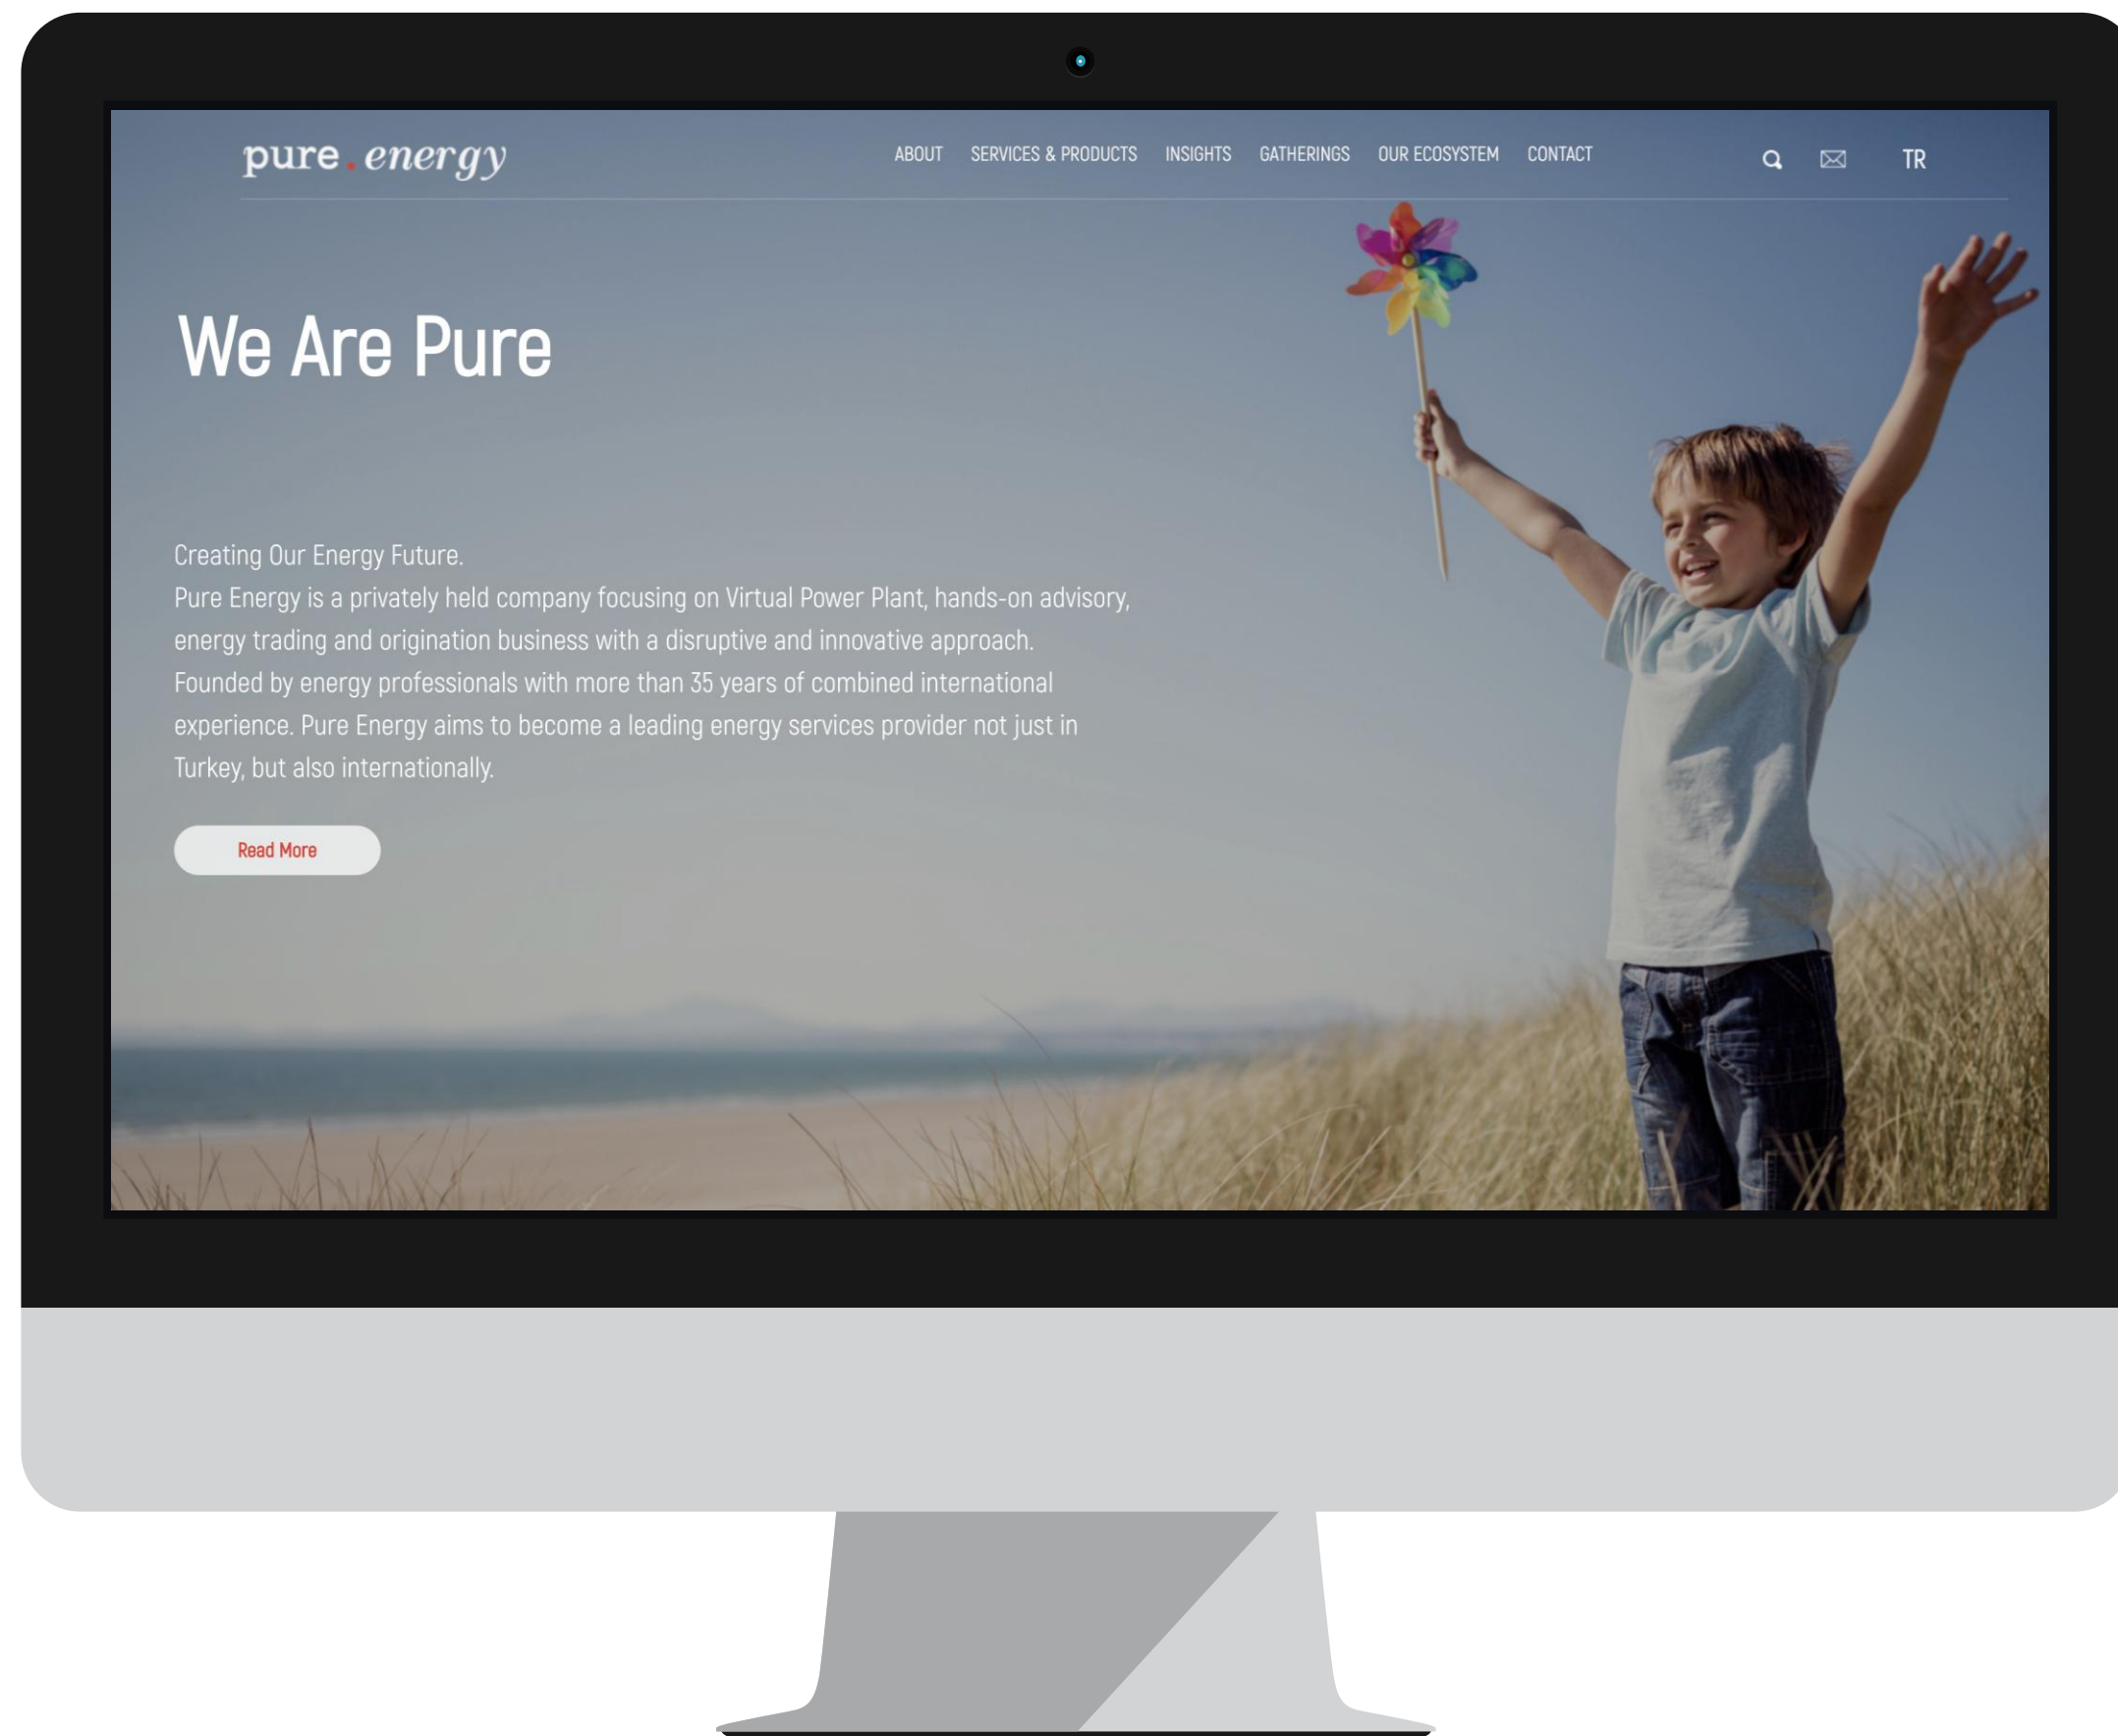 pure.energy
ABOUT SERVICES & PRODUCTS INSIGHTS GATHERINGS OUR ECOSYSTEM CONTACT TR
We Are Pure
Creating Our Energy Future.
Pure Energy is a privately held company focusing on Virtual Power Plant, hands-on advisory,
energy trading and origination business with a disruptive and innovative approach.
Founded by energy professionals with more than 35 years of combined international
experience. Pure Energy aims to become a leading energy services provider not just in
Turkey, but also internationally.
Read More